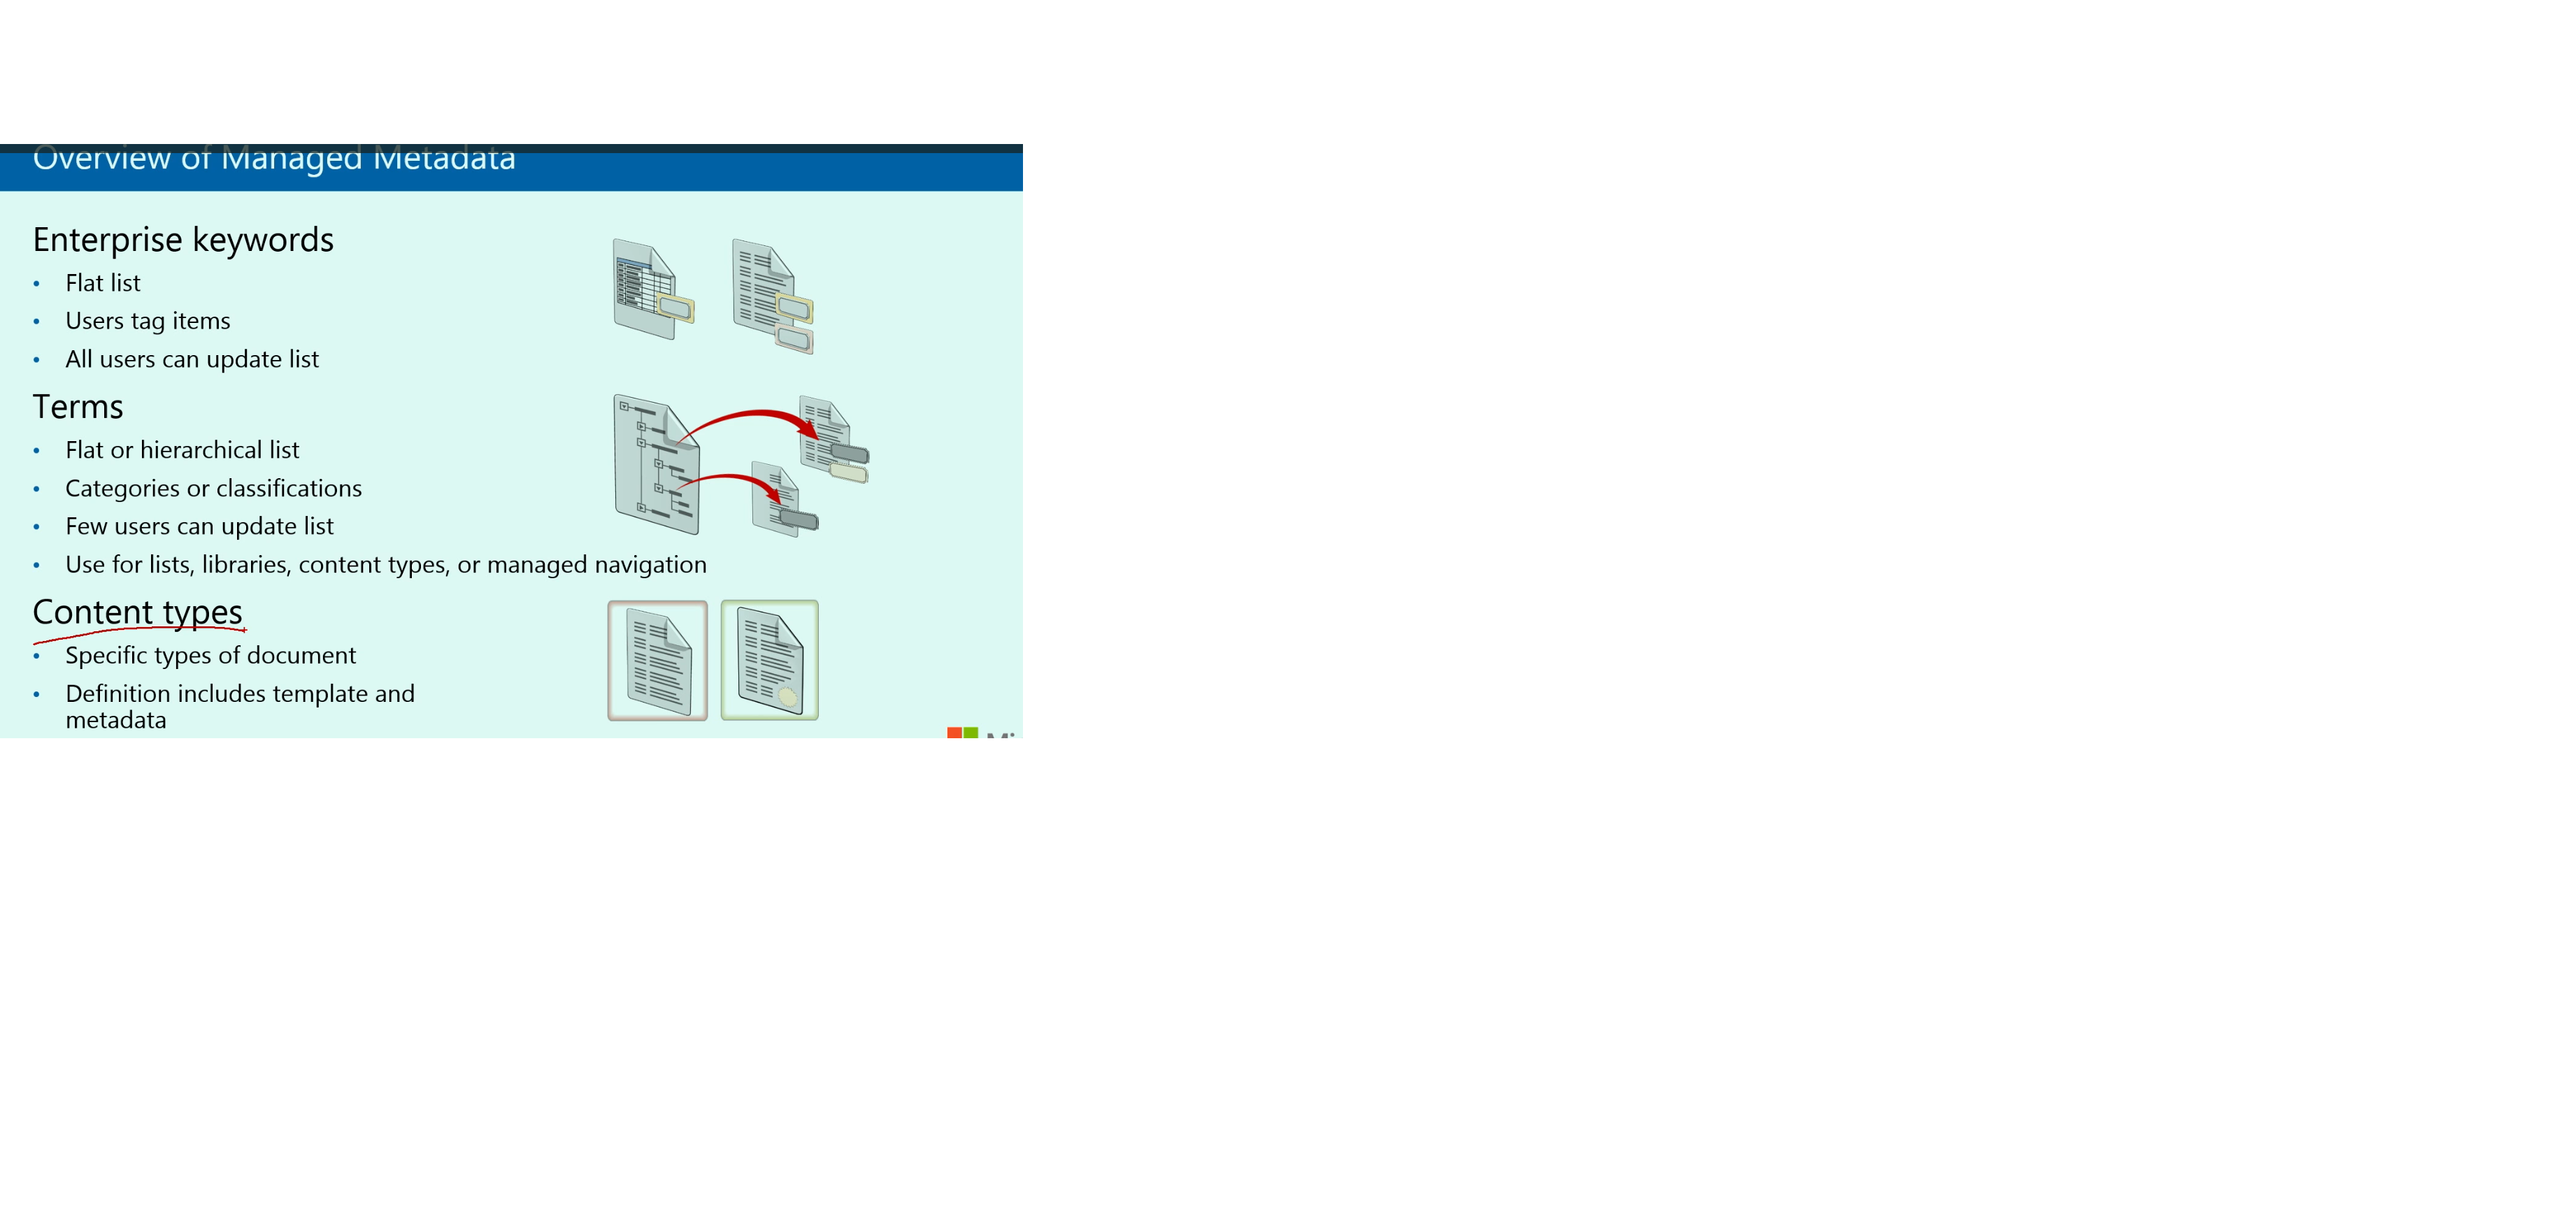 Overview of Managed Metadata
Enterprise keywords
• Flat list
• Users tag items
• All users can update list
Terms
• Flat or hierarchical list
• Categories or classifications
• Few users can update list
• Use for lists, libraries, content types, or managed navigation
Content types
• Specific types of document
• Definition includes template and
metadata